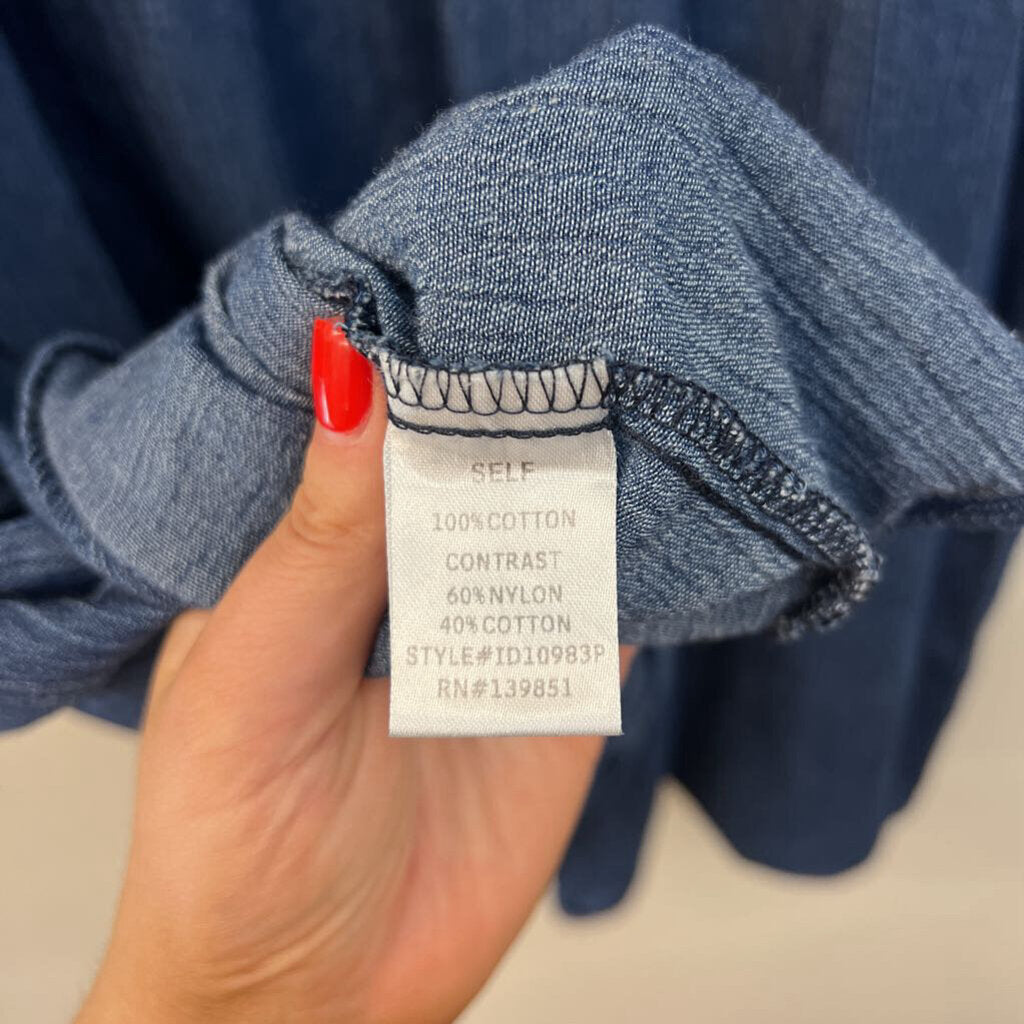 SELF
100%COTTON
CONTRAST
60%NYLON
40%COTTON
STYLE#ID10983P
RN#139851